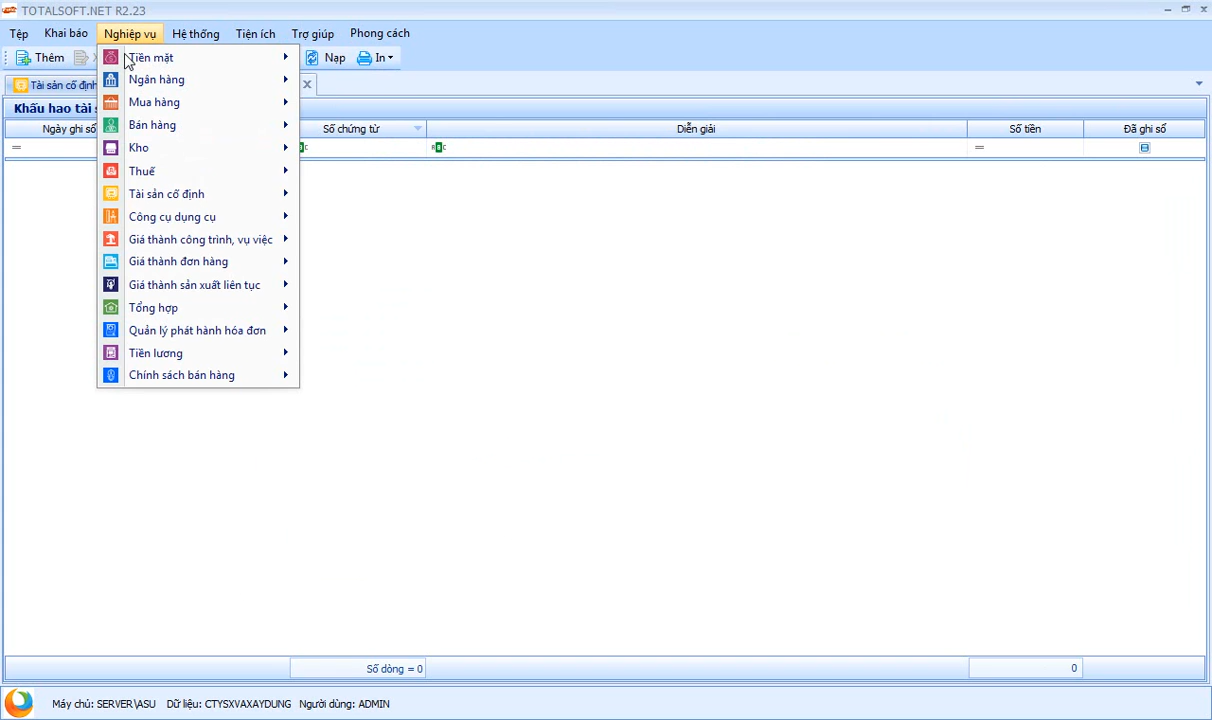 TOTALSOFT.NET R2.23
Tệp Khai báo Nghiệp vụ Hệ thống Tiện ích Trợ giúp Phong cách
Thêm Nạp In
Tài sản cố định
Khấu hao tài
Ngày ghi sổ Số chứng từ Diễn giải Số tiền Đã ghi sổ
Tiền mặt
Ngân hàng
Mua hàng
Bán hàng
Kho
Thuế
Tài sản cố định
Công cụ dụng cụ
Giá thành công trình, vụ việc
Giá thành đơn hàng
Giá thành sản xuất liên tục
Tổng hợp
Quản lý phát hành hóa đơn
Tiền lương
Chính sách bán hàng
Số dòng = 0 0
Máy chủ: SERVER\ASU Dữ liệu: CTYSXVAXAYDUNG Người dùng: ADMIN